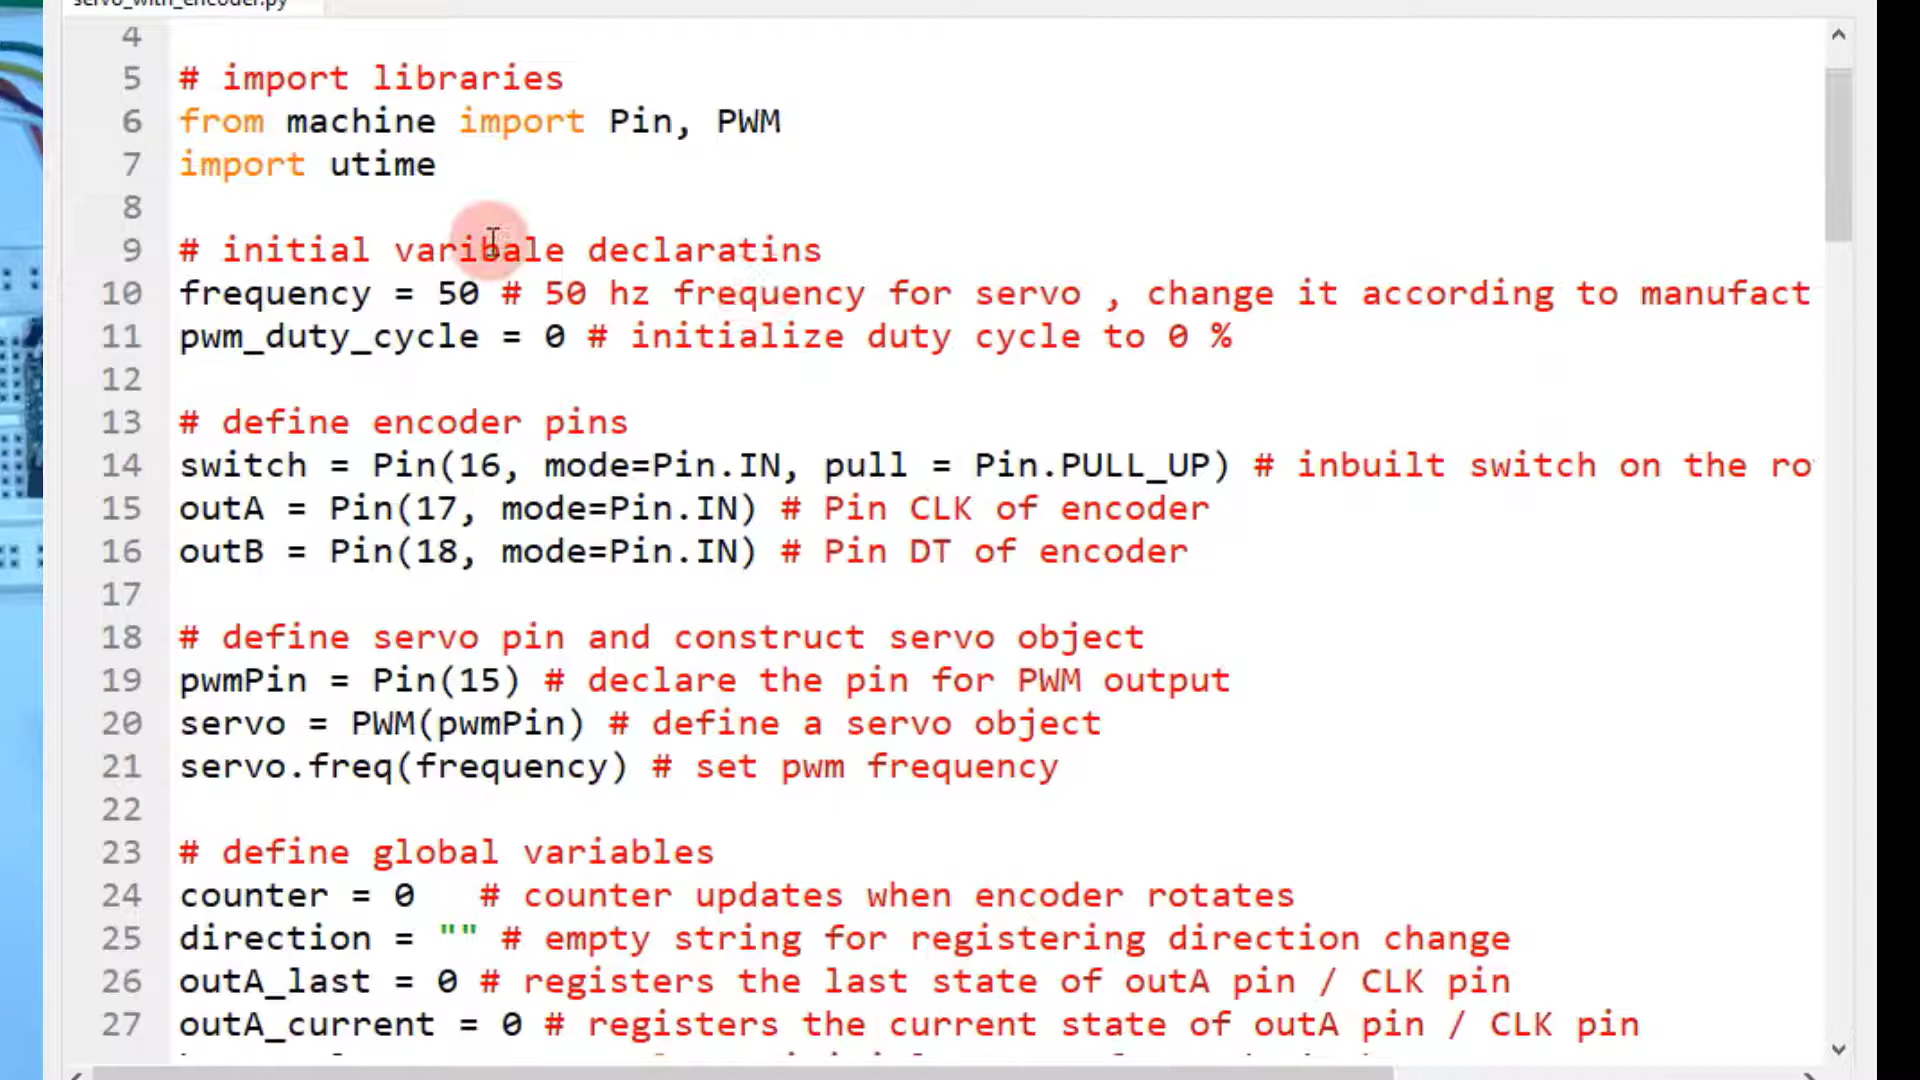 servo_with_encoder.py
4
5 # import libraries
6 from machine import Pin, PWM
7 import utime
8
9 # initial varibale declaratins
10 frequency = 50 # 50 hz frequency for servo , change it according to manufact
11 pwm_duty_cycle = 0 # initialize duty cycle to 0 %
12
13 # define encoder pins
14 switch = Pin(16, mode=Pin.IN, pull = Pin.PULL_UP) # inbuilt switch on the ro
15 outA = Pin(17, mode=Pin.IN) # Pin CLK of encoder
16 outB = Pin(18, mode=Pin.IN) # Pin DT of encoder
17
18 # define servo pin and construct servo object
19 pwmPin = Pin(15) # declare the pin for PWM output
20 servo = PWM(pwmPin) # define a servo object
21 servo.freq(frequency) # set pwm frequency
22
23 # define global variables
24 counter = 0   # counter updates when encoder rotates
25 direction = "" # empty string for registering direction change
26 outA_last = 0 # registers the last state of outA pin / CLK pin
27 outA_current = 0 # registers the current state of outA pin / CLK pin